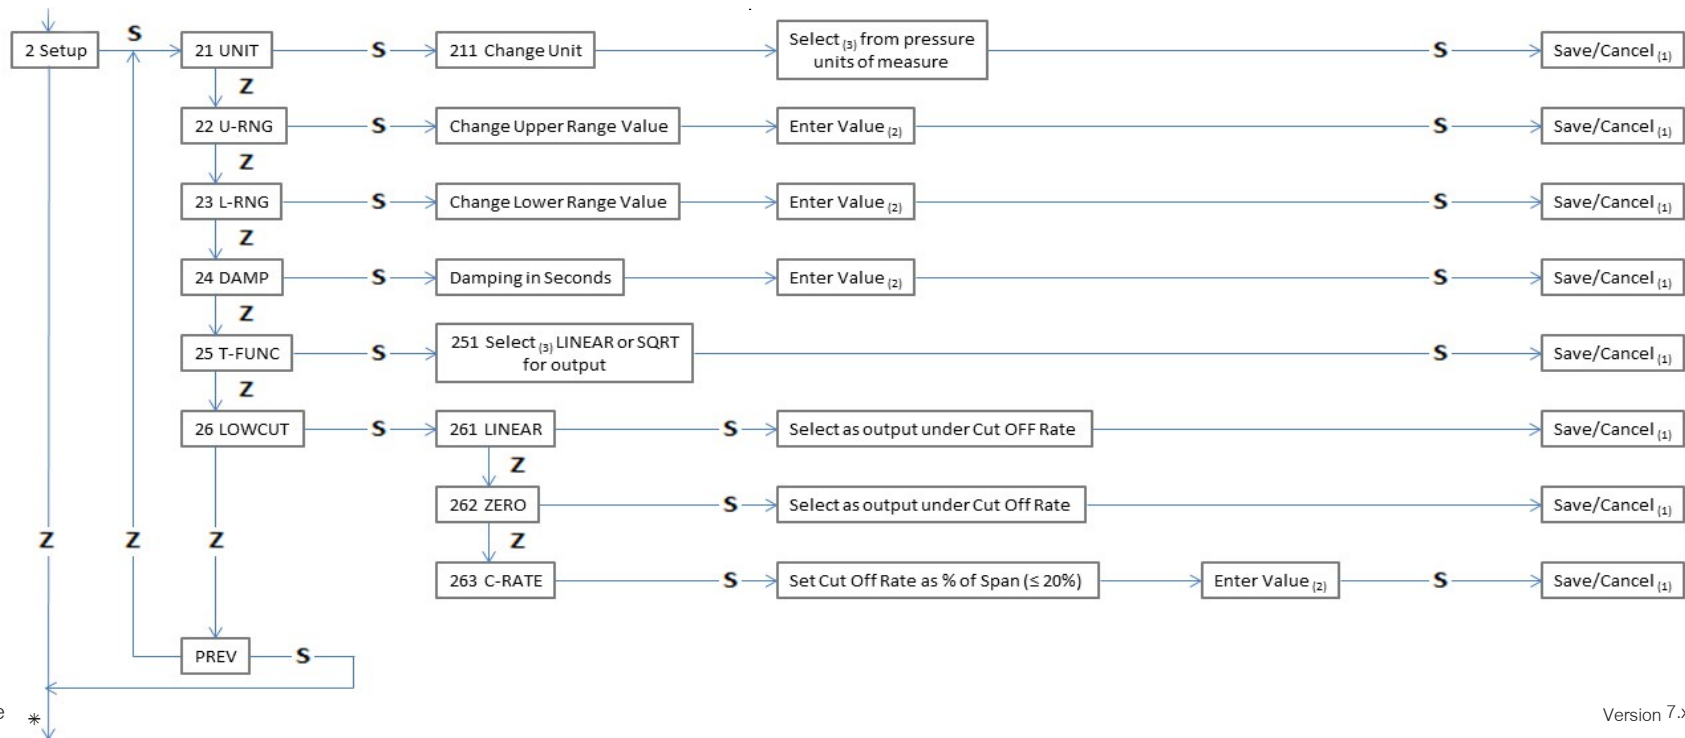 S
2 Setup
21 UNIT
S
211 Change Unit
Select (3) from pressure
units of measure
S
Save/Cancel (1)
Z
22 U-RNG
S
Change Upper Range Value
Enter Value (2)
S
Save/Cancel (1)
Z
23 L-RNG
S
Change Lower Range Value
Enter Value (2)
S
Save/Cancel (1)
Z
24 DAMP
S
Damping in Seconds
Enter Value (2)
S
Save/Cancel (1)
Z
25 T-FUNC
S
251 Select (3) LINEAR or SQRT
for output
S
Save/Cancel (1)
Z
26 LOWCUT
S
261 LINEAR
S
Select as output under Cut OFF Rate
Save/Cancel (1)
Z
262 ZERO
S
Select as output under Cut Off Rate
Save/Cancel (1)
Z
Z
Z
Z
263 C-RATE
S
Set Cut Off Rate as % of Span (≤ 20%)
Enter Value (2)
S
Save/Cancel (1)
PREV
S
e
*
Version 7.x